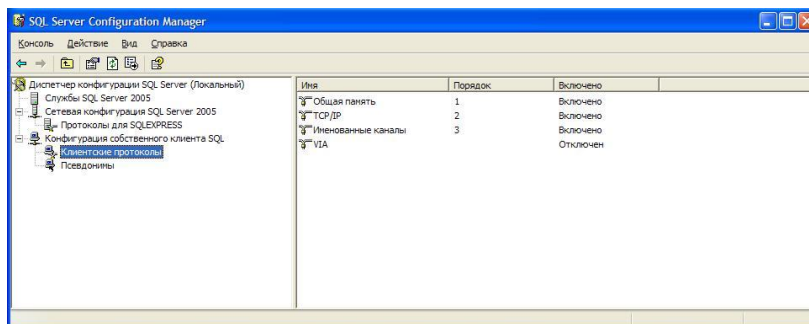 SQL Server Configuration Manager
Консоль Действие Вид Справка
Диспетчер конфигурации SQL Server (Локальный)
Службы SQL Server 2005
Сетевая конфигурация SQL Server 2005
Протоколы для SQLEXPRESS
Конфигурация собственного клиента SQL
Клиентские протоколы
Псевдонимы
Имя Порядок Включено
Общая память 1 Включено
TCP/IP 2 Включено
Именованные каналы 3 Включено
VIA Отключен